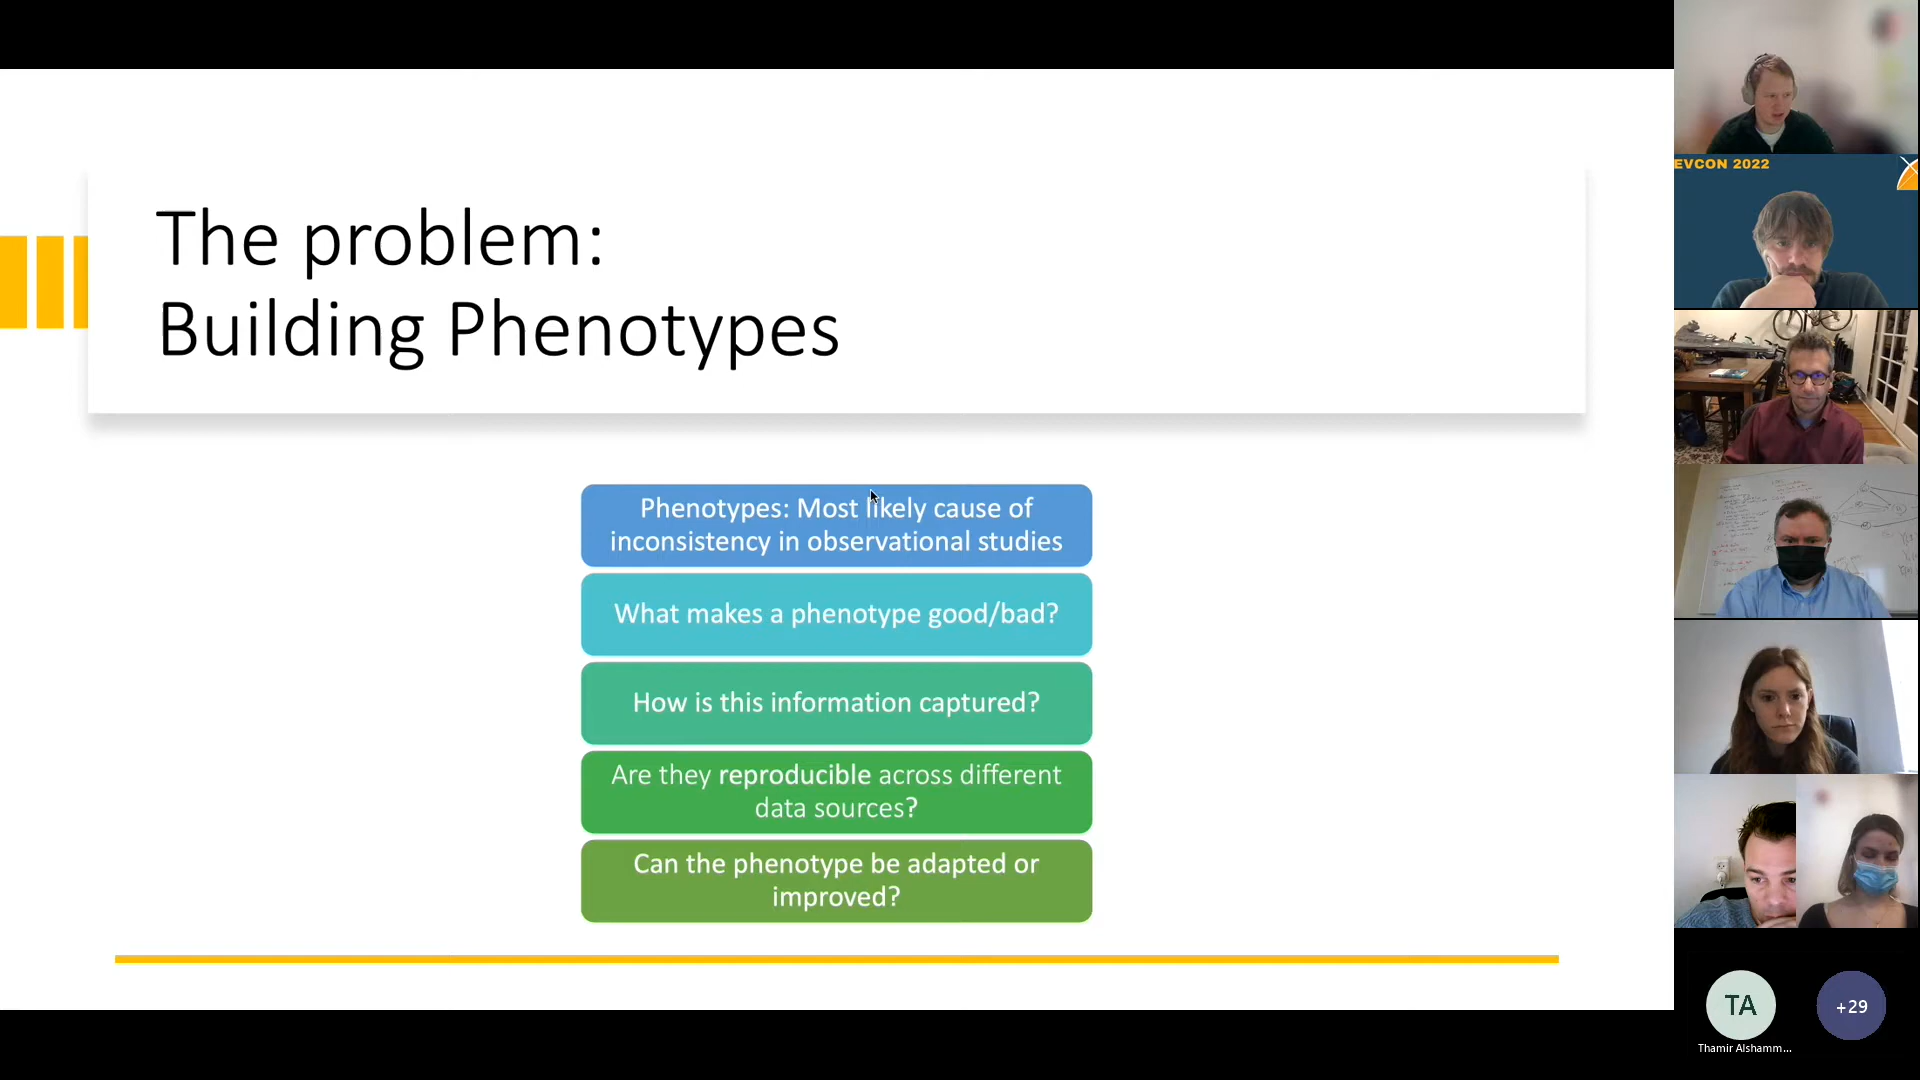 The problem:
Building Phenotypes
Phenotypes: Most likely cause of
inconsistency in observational studies
What makes a phenotype good/bad?
How is this information captured?
Are they reproducible across different
data sources?
Can the phenotype be adapted or
improved?
EVCON 2022
TA
+29
Thamir Alshamm...